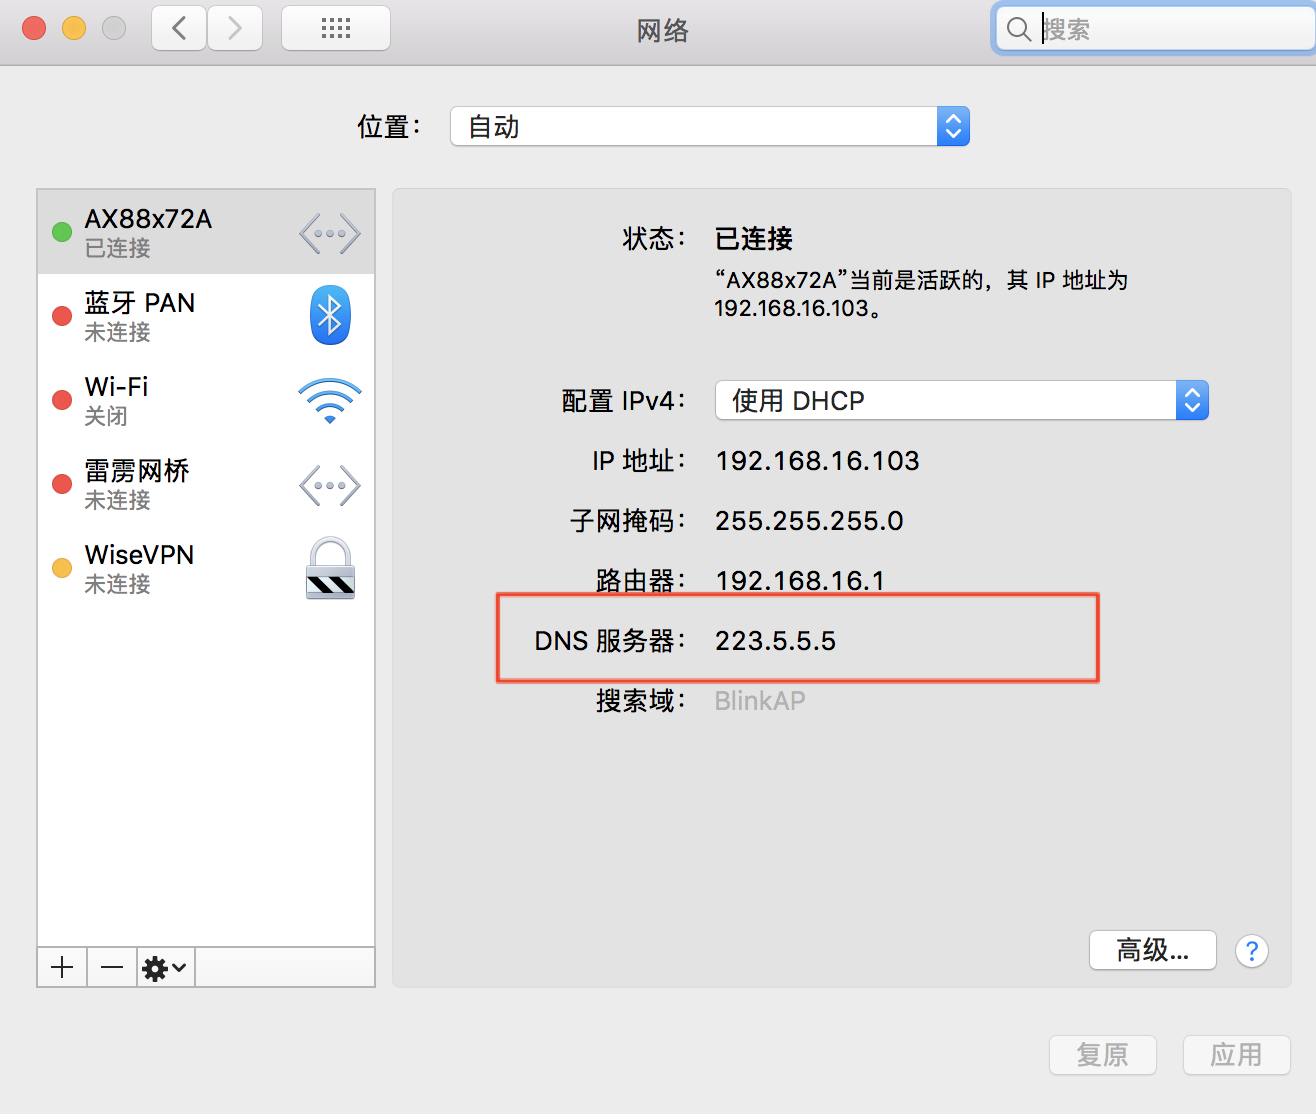 网络
搜索
位置：
自动
AX88x72A
已连接
蓝牙 PAN
未连接
Wi-Fi
关闭
雷雳网桥
未连接
WiseVPN
未连接
状态： 已连接
“AX88x72A”当前是活跃的，其 IP 地址为
192.168.16.103。
配置 IPv4： 使用 DHCP
IP 地址： 192.168.16.103
子网掩码： 255.255.255.0
路由器： 192.168.16.1
DNS 服务器： 223.5.5.5
搜索域： BlinkAP
高级...
?
复原
应用